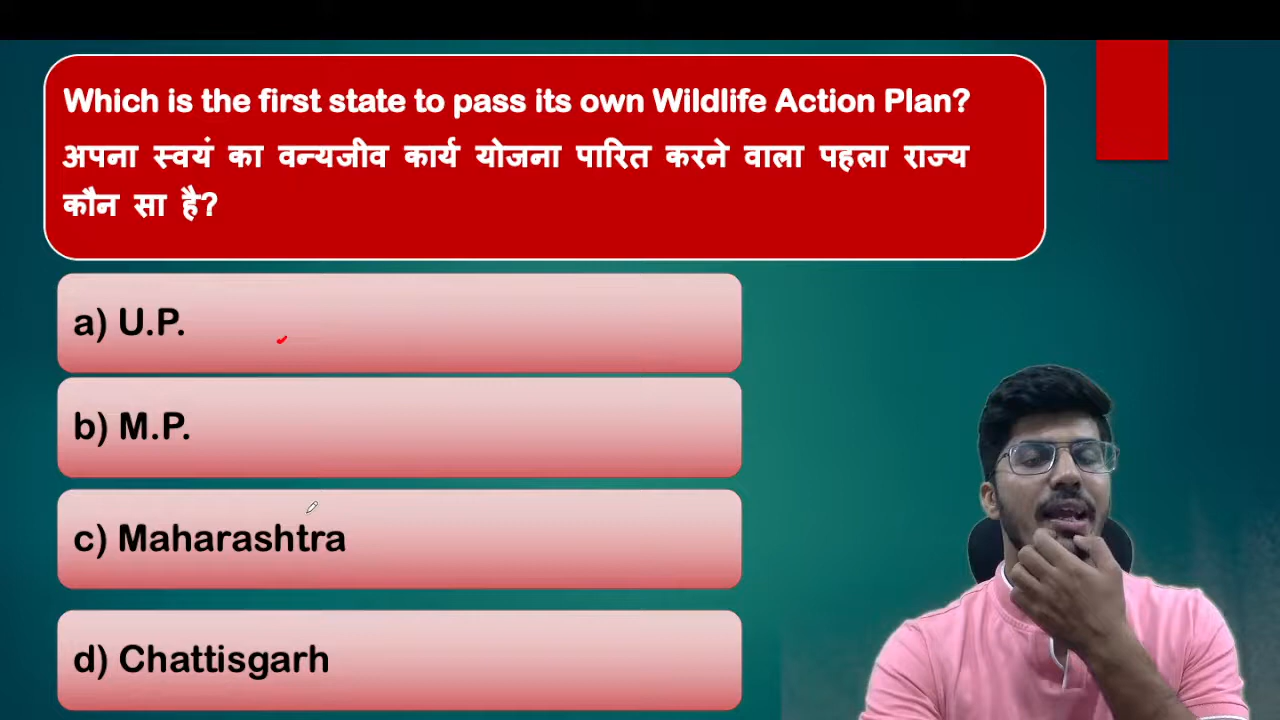 Which is the first state to pass its own Wildlife Action Plan?
अपना स्वयं का वन्यजीव कार्य योजना पारित करने वाला पहला राज्य
कौन सा है?
a) U.P.
b) M.P.
c) Maharashtra
d) Chattisgarh